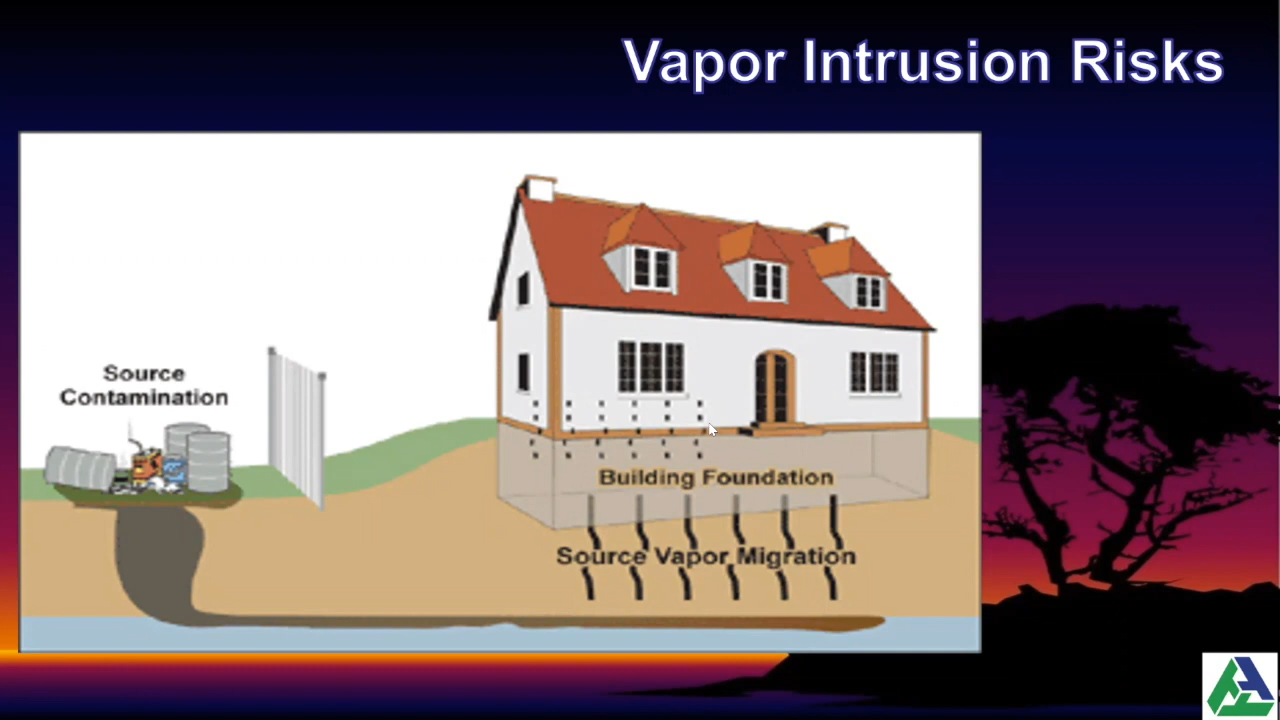 Vapor Intrusion Risks
Source
Contamination
Building Foundation
Source Vapor Migration